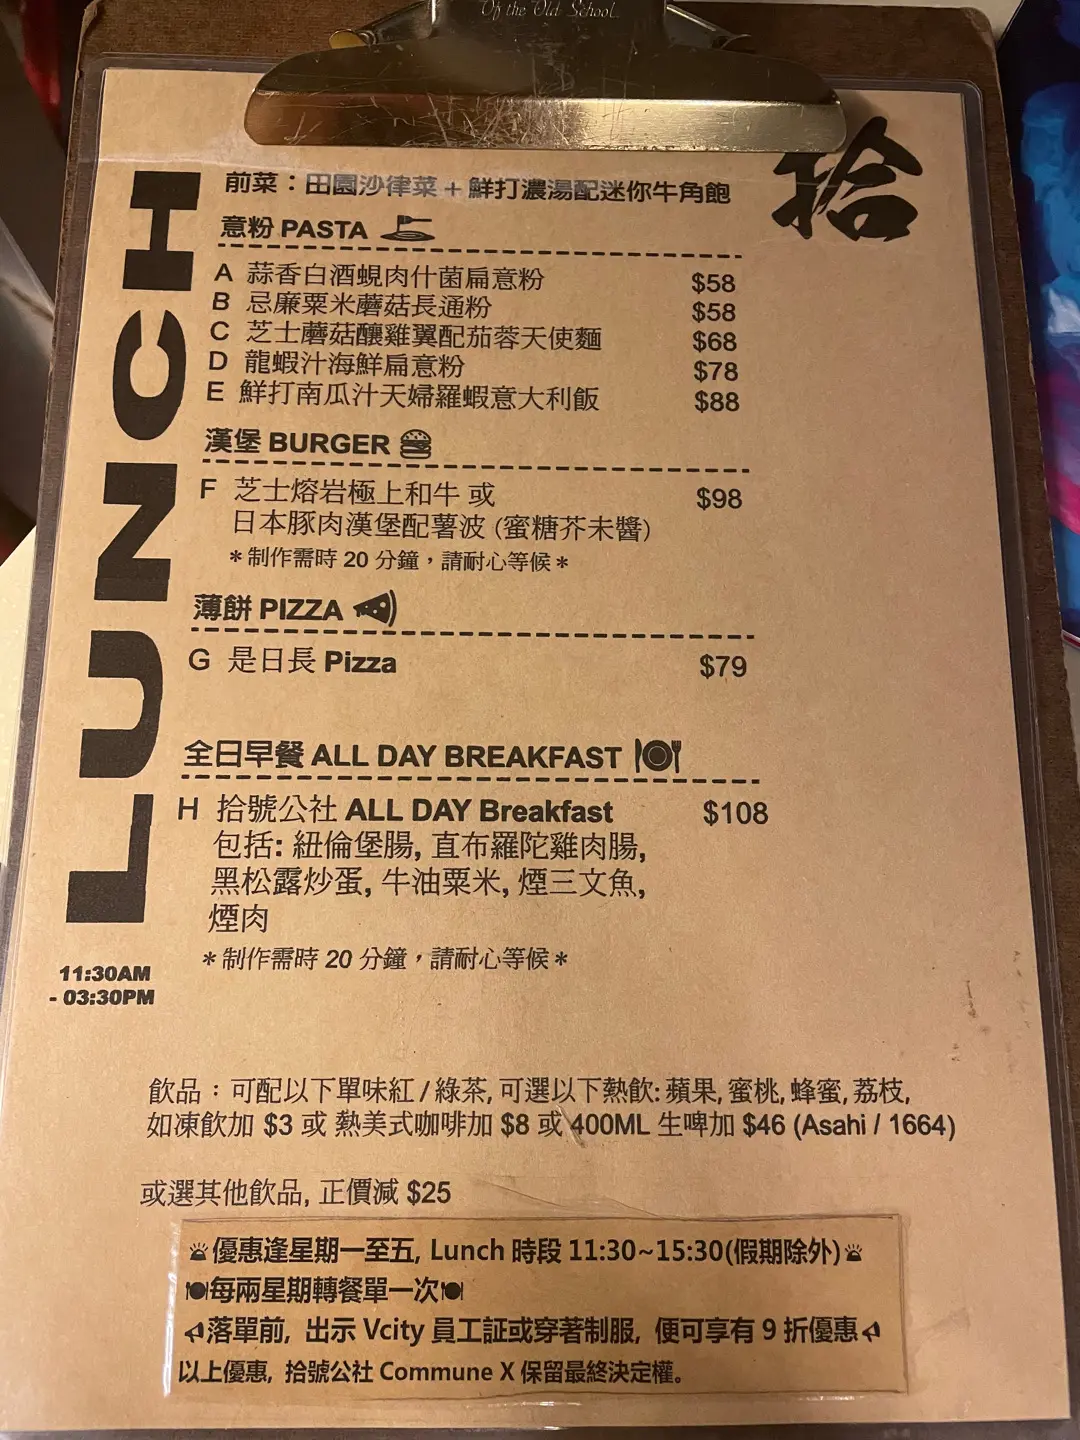 Of the Old School.
拾
LUNCH
11:30AM
- 03:30PM
前菜：田園沙律菜 + 鮮打濃湯配迷你牛角飽
意粉 PASTA
A 蒜香白酒蜆肉什菌扁意粉 $58
B 忌廉粟米蘑菇長通粉 $58
C 芝士蘑菇釀雞翼配茄蓉天使麵 $68
D 龍蝦汁海鮮扁意粉 $78
E 鮮打南瓜汁天婦羅蝦意大利飯 $88
漢堡 BURGER
F 芝士熔岩極上和牛 或 $98
日本豚肉漢堡配薯波 (蜜糖芥未醬)
*制作需時 20 分鐘，請耐心等候*
薄餅 PIZZA
G 是日長 Pizza $79
全日早餐 ALL DAY BREAKFAST
H 拾號公社 ALL DAY Breakfast $108
包括: 紐倫堡腸, 直布羅陀雞肉腸,
黑松露炒蛋, 牛油粟米, 煙三文魚,
煙肉
*制作需時 20 分鐘，請耐心等候*
飲品：可配以下單味紅 / 綠茶, 可選以下熱飲: 蘋果, 蜜桃, 蜂蜜, 荔枝,
如凍飲加 $3 或 熱美式咖啡加 $8 或 400ML 生啤加 $46 (Asahi / 1664)
或選其他飲品, 正價減 $25
優惠逢星期一至五, Lunch 時段 11:30~15:30(假期除外)
每兩星期轉餐單一次
落單前, 出示 Vcity 員工証或穿著制服, 便可享有 9 折優惠
以上優惠, 拾號公社 Commune X 保留最終決定權。